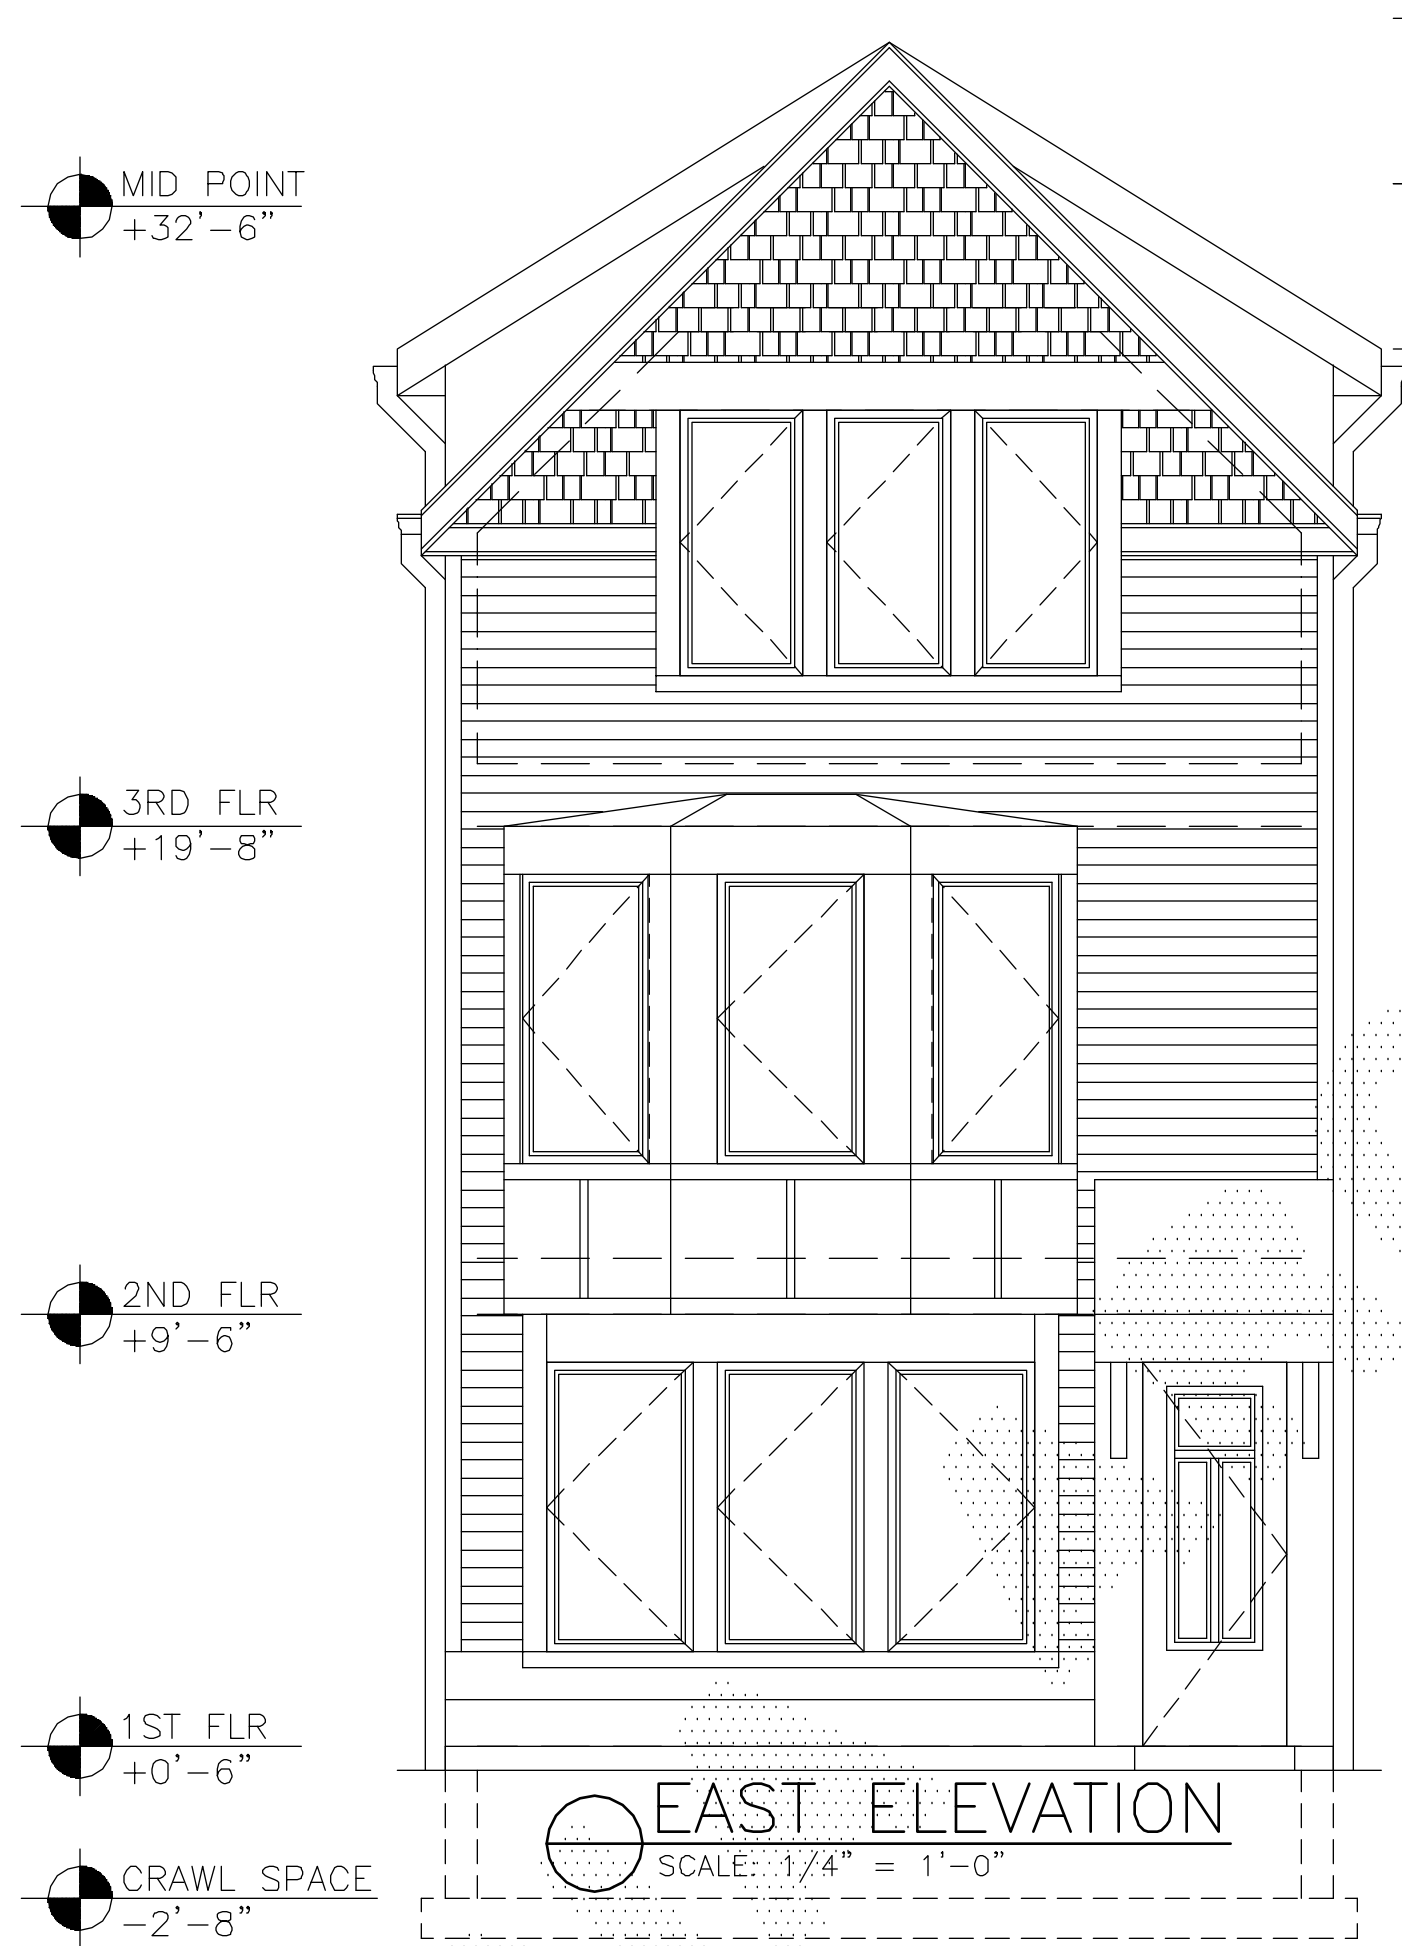 MID POINT
+32'-6"
3RD FLR
+19'-8"
2ND FLR
+9'-6"
1ST FLR
+0'-6"
EAST ELEVATION
SCALE: 1/4" = 1'-0"
CRAWL SPACE
-2'-8"